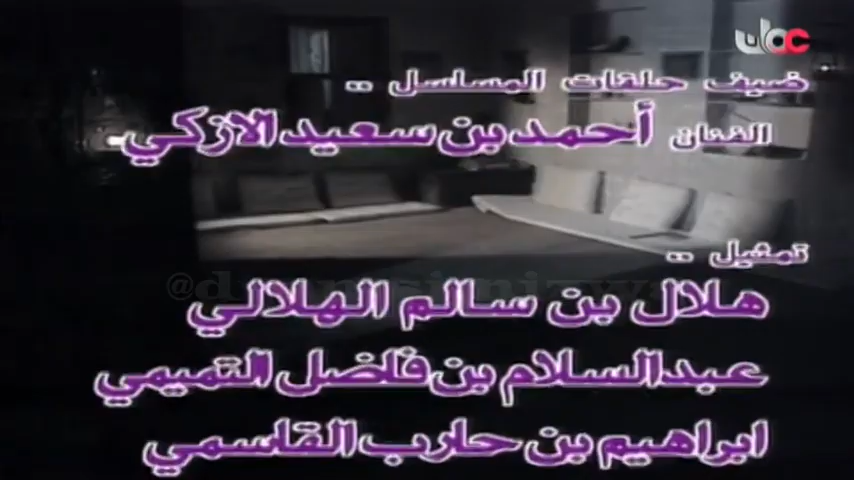 ضيف حلقات المسلسل ..
الفنان أحمد بن سعيد الازكي
تمثيل ..
هلال بن سالم الهلالي
عبدالسلام بن فاضل التميمي
ابراهيم بن حارب القاسمي